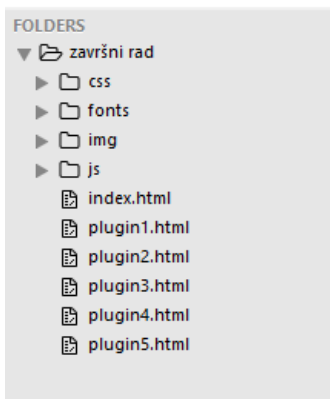 FOLDERS
završni rad
css
fonts
img
js
index.html
plugin1.html
plugin2.html
plugin3.html
plugin4.html
plugin5.html